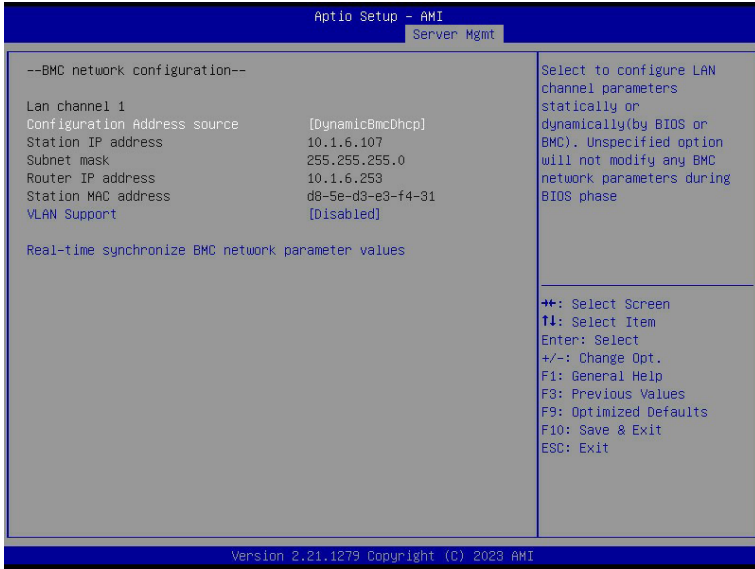 Aptio Setup – AMI
Server Mgmt
--BMC network configuration--
Lan channel 1
Configuration Address source [DynamicBmcDhcp]
Station IP address 10.1.6.107
Subnet mask 255.255.255.0
Router IP address 10.1.6.253
Station MAC address d8-5e-d3-e3-f4-31
VLAN Support [Disabled]
Real-time synchronize BMC network parameter values
Select to configure LAN
channel parameters
statically or
dynamically(by BIOS or
BMC). Unspecified option
will not modify any BMC
network parameters during
BIOS phase
→←: Select Screen
↑↓: Select Item
Enter: Select
+/-: Change Opt.
F1: General Help
F3: Previous Values
F9: Optimized Defaults
F10: Save & Exit
ESC: Exit
Version 2.21.1279 Copyright (C) 2023 AMI